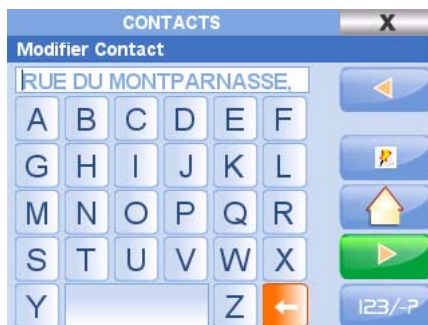 CONTACTS X
Modifier Contact
RUE DU MONTPARNASSE,
A B C D E F
G H I J K L
M N O P Q R
S T U V W X
Y Z 123/-?